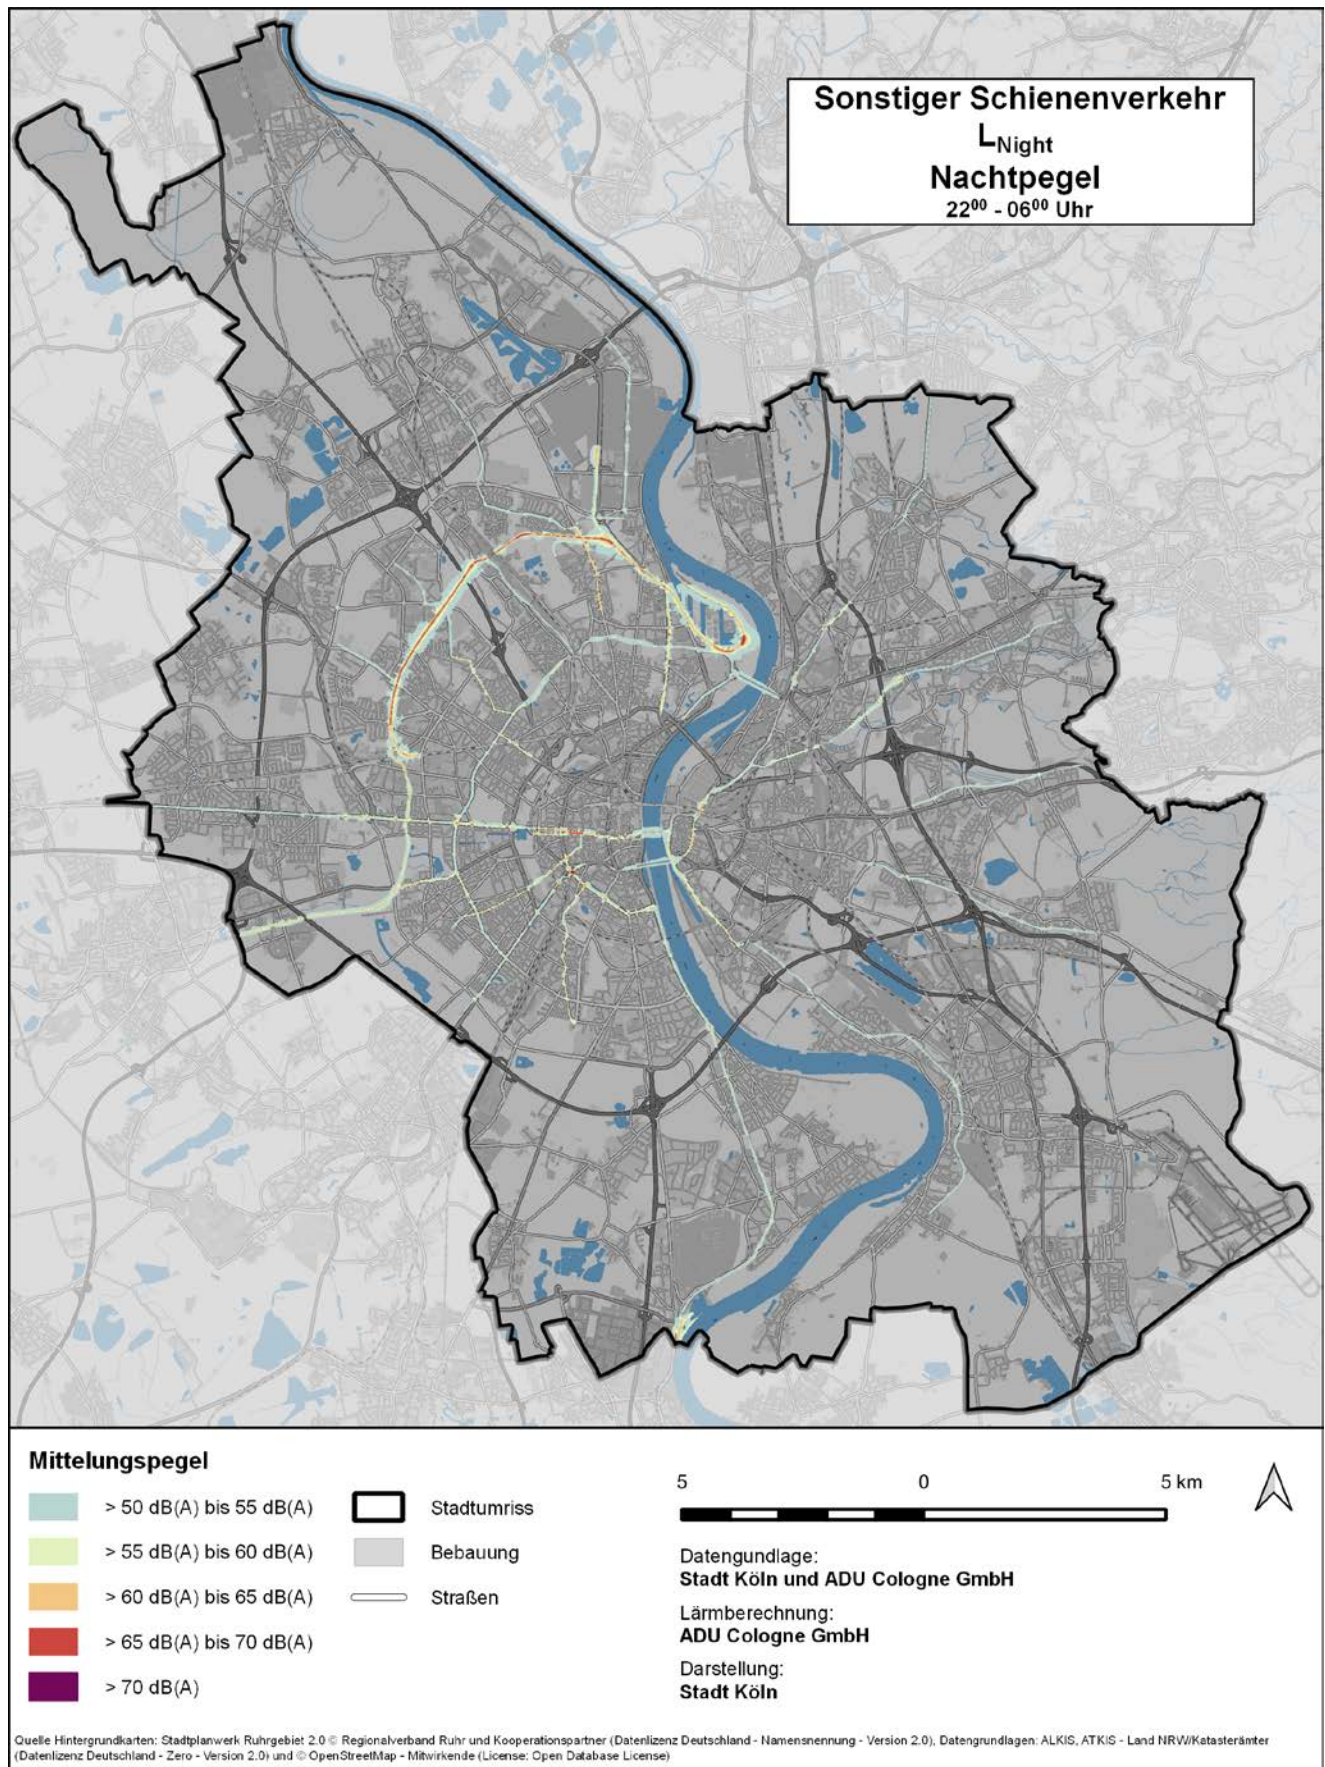 Sonstiger Schienenverkehr
L Night
Nachtpegel
22⁰⁰ - 06⁰⁰ Uhr
Mittelungspegel
> 50 dB(A) bis 55 dB(A)
> 55 dB(A) bis 60 dB(A)
> 60 dB(A) bis 65 dB(A)
> 65 dB(A) bis 70 dB(A)
> 70 dB(A)
Stadtumriss
Bebauung
Straßen
5 0 5 km
Datengundlage:
Stadt Köln und ADU Cologne GmbH
Lärmberechnung:
ADU Cologne GmbH
Darstellung:
Stadt Köln
Quelle Hintergrundkarten: Stadtplanwerk Ruhrgebiet 2.0 © Regionalverband Ruhr und Kooperationspartner (Datenlizenz Deutschland - Namensnennung - Version 2.0), Datengrundlagen: ALKIS, ATKIS - Land NRW/Katasterämter
(Datenlizenz Deutschland - Zero - Version 2.0) und © OpenStreetMap - Mitwirkende (License: Open Database License)